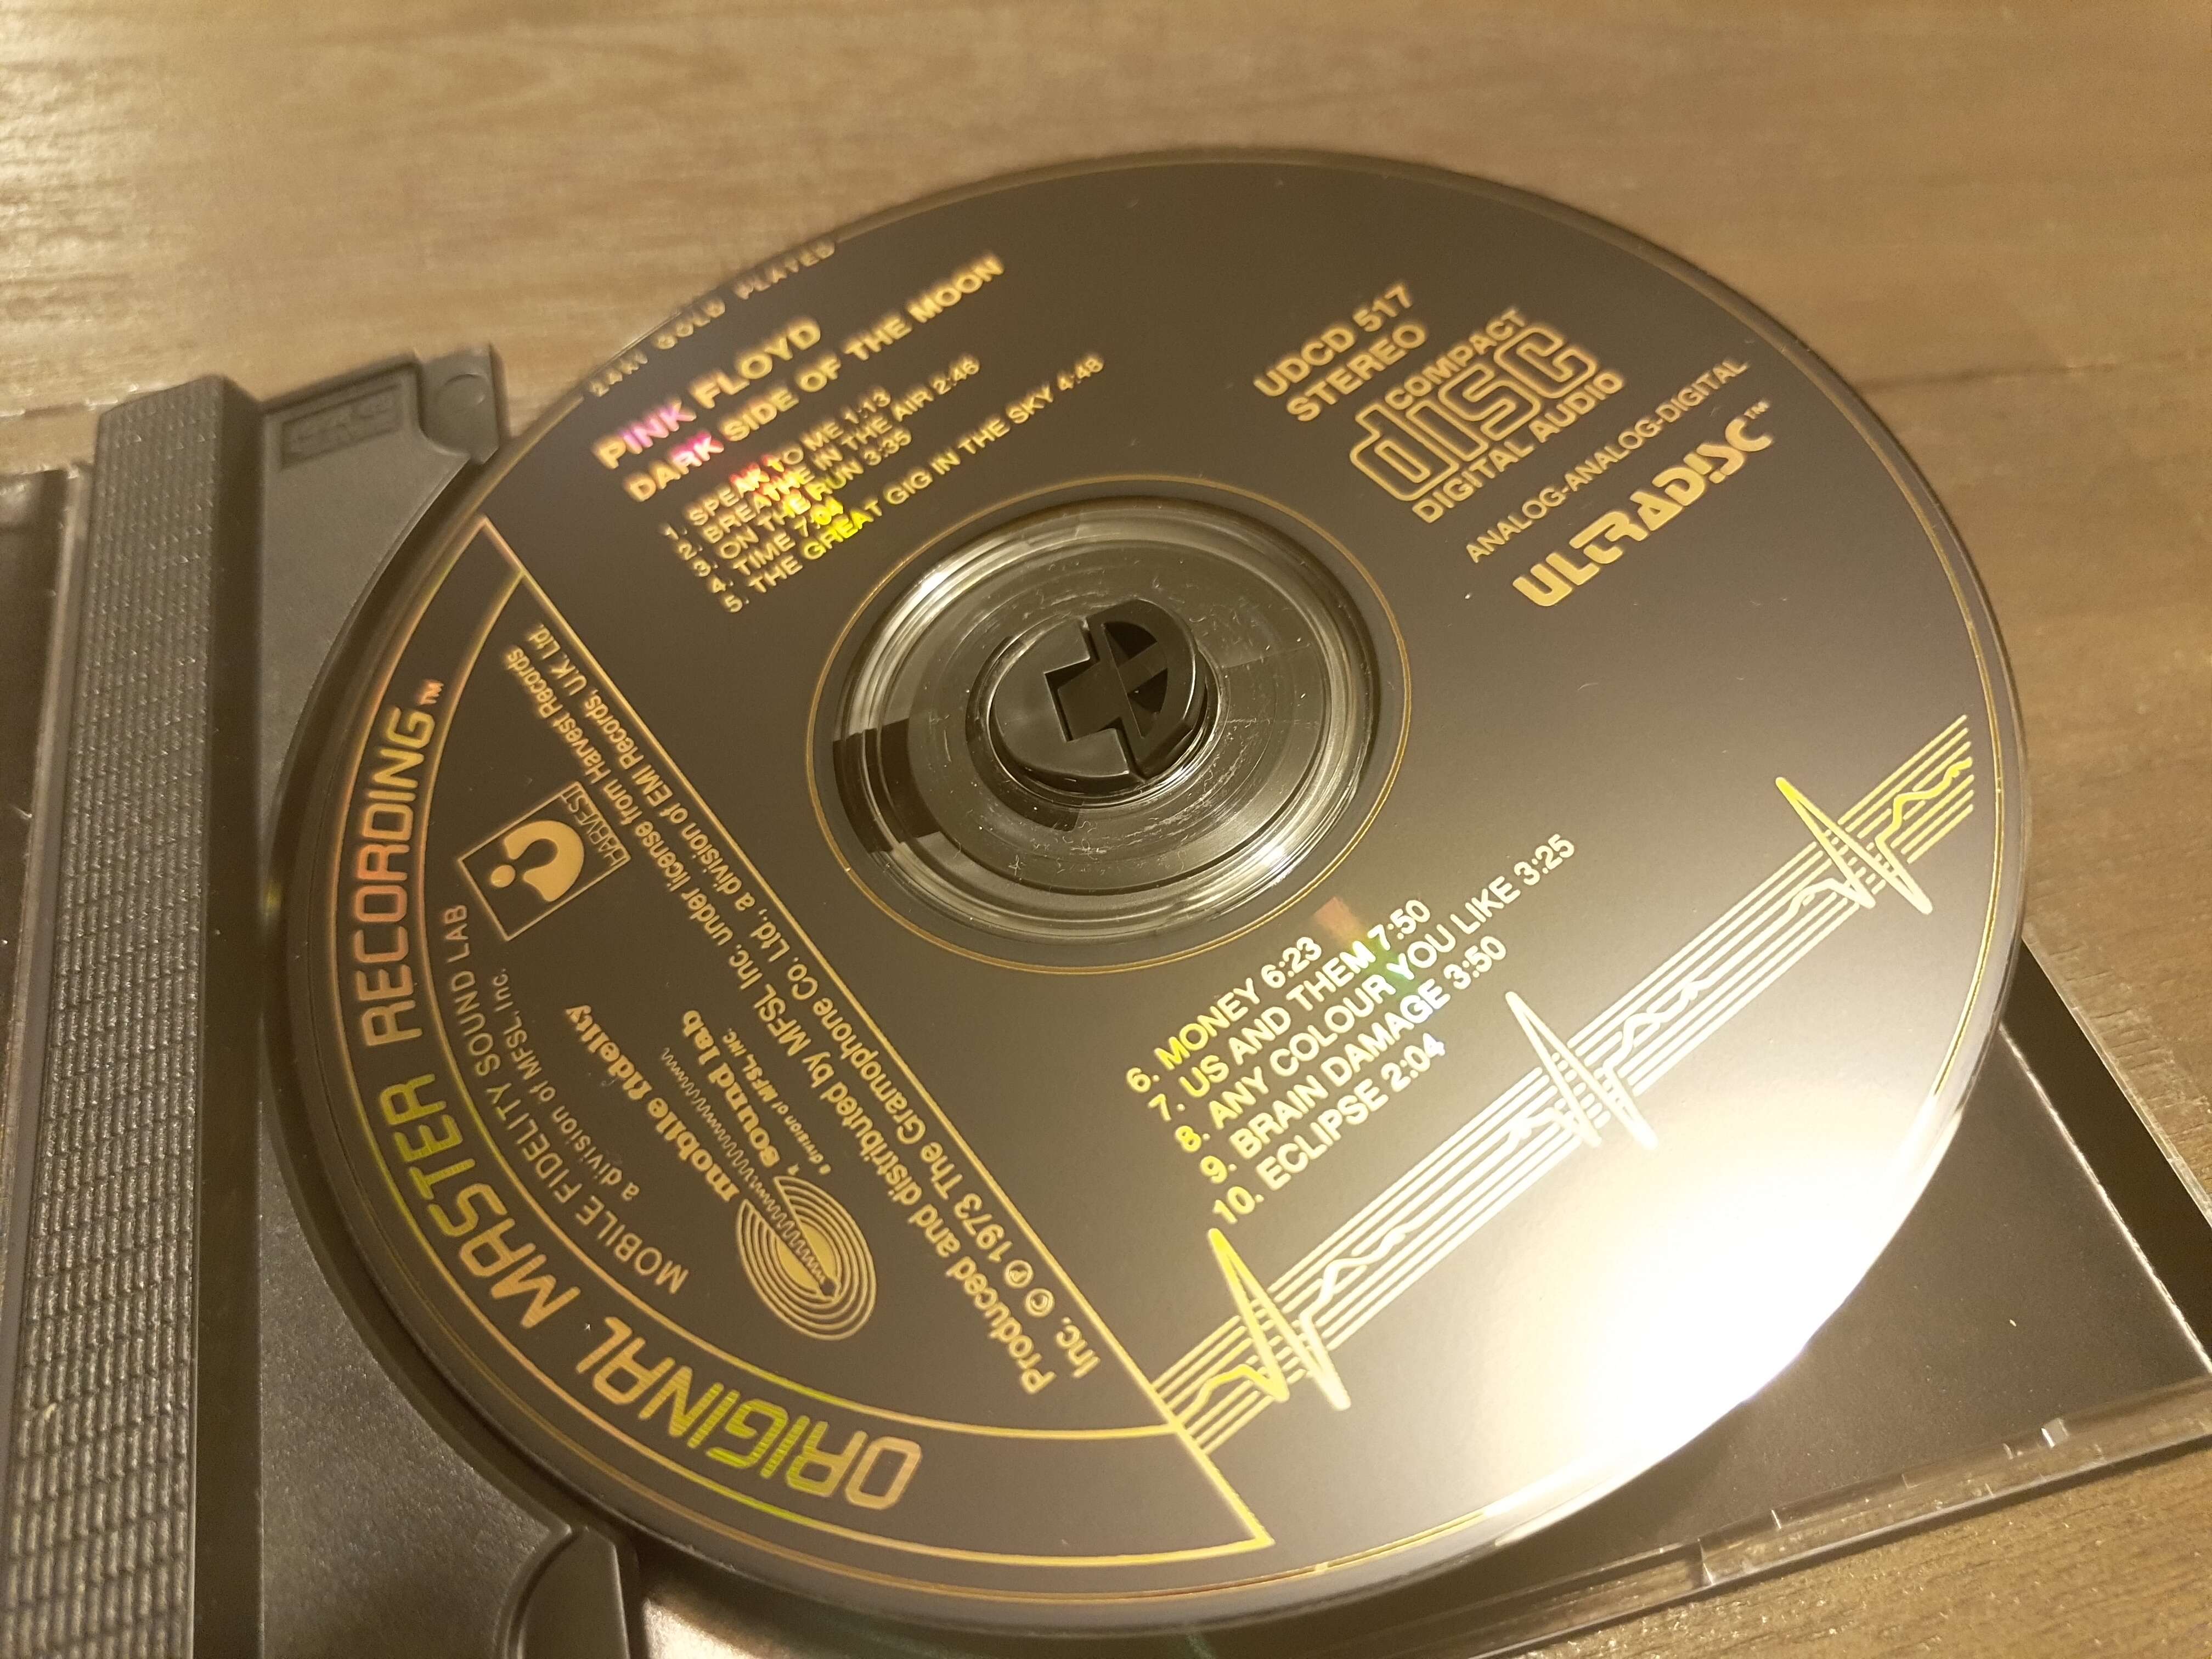 24KT GOLD PLATED
PINK FLOYD
DARK SIDE OF THE MOON
1. SPEAK TO ME 1:13
2. BREATHE IN THE AIR 2:46
3. ON THE RUN 3:35
4. TIME 7:04
5. THE GREAT GIG IN THE SKY 4:48
UDCD 517
STEREO
COMPACT
disc
DIGITAL AUDIO
ANALOG-ANALOG-DIGITAL
ULTRADISC™
6. MONEY 6:23
7. US AND THEM 7:50
8. ANY COLOUR YOU LIKE 3:25
9. BRAIN DAMAGE 3:50
10. ECLIPSE 2:04
ORIGINAL MASTER RECORDING™
MOBILE FIDELITY SOUND LAB
a division of MFSL, Inc.
mobile fidelity
sound lab
a division of MFSL, INC.
HARVEST
Produced and distributed by MFSL Inc. under license from Harvest Records
Inc. © ℗ 1973 The Gramophone Co. Ltd., a division of EMI Records, U.K. Ltd.